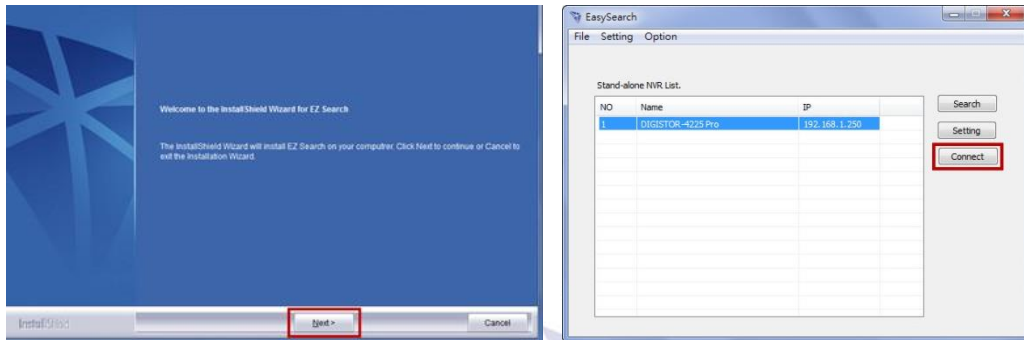 Welcome to the InstallShield Wizard for EZ Search
The InstallShield Wizard will install EZ Search on your computrer. Click Next to continue or Cancel to
exit the Installation Wizard.
InstallShield
Next >
Cancel
EasySearch
File Setting Option
Stand-alone NVR List.
NO Name IP
1 DIGISTOR-4225 Pro 192.168.1.250
Search
Setting
Connect